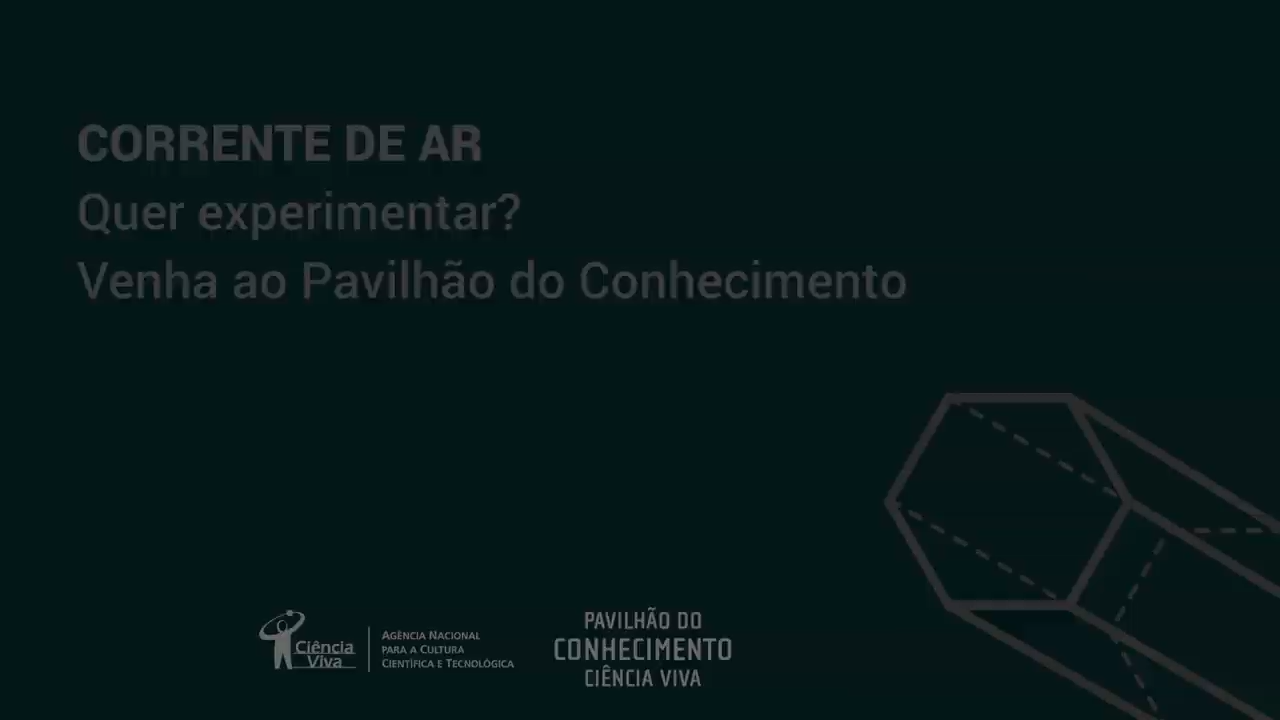 CORRENTE DE AR
Quer experimentar?
Venha ao Pavilhão do Conhecimento
Ciência
Viva
AGÊNCIA NACIONAL
PARA A CULTURA
CIENTÍFICA E TECNOLÓGICA
PAVILHÃO DO
CONHECIMENTO
CIÊNCIA VIVA